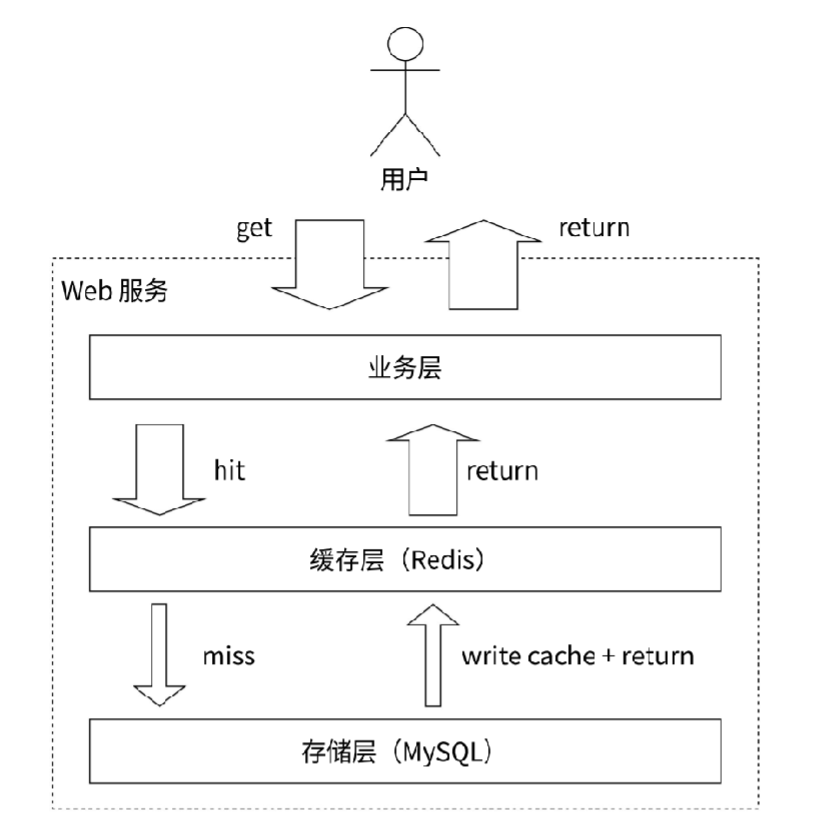 用户
get
return
Web 服务
业务层
hit
return
缓存层（Redis）
miss
write cache + return
存储层（MySQL）